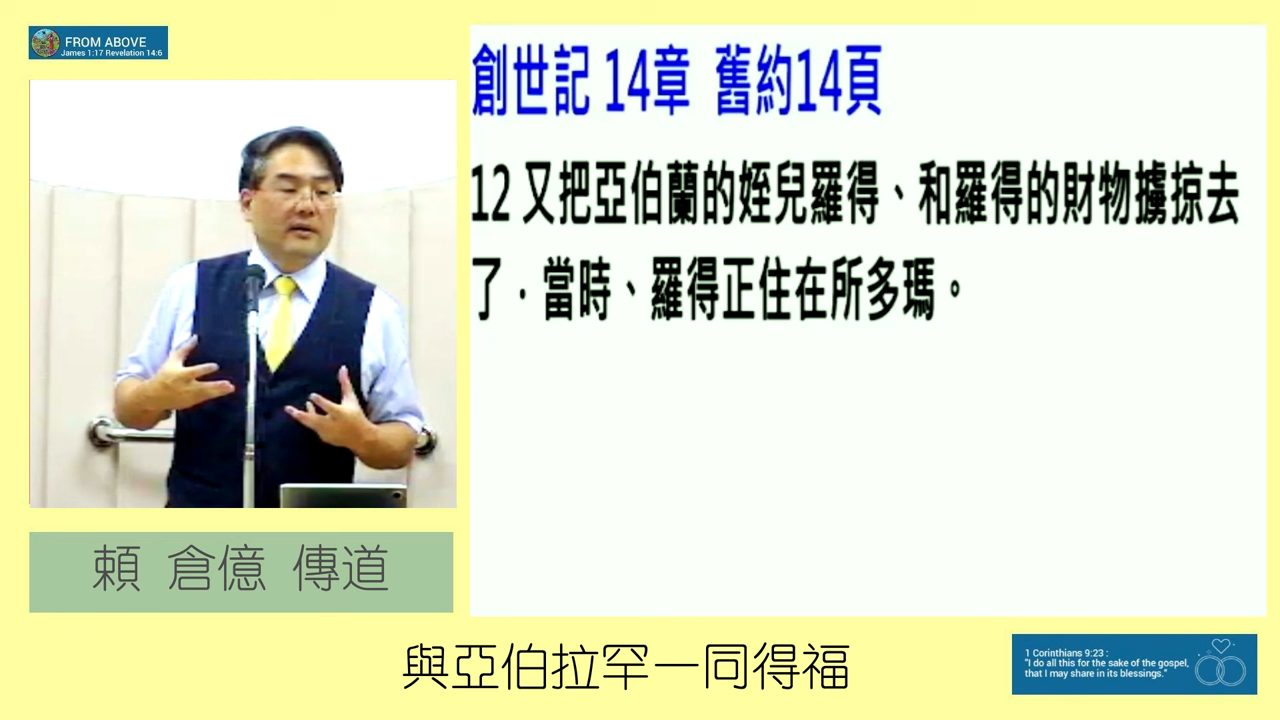 FROM ABOVE
James 1:17 Revelation 14:6
創世記 14章 舊約14頁
12 又把亞伯蘭的姪兒羅得、和羅得的財物擄掠去
了．當時、羅得正住在所多瑪。
賴 倉億 傳道
與亞伯拉罕一同得福
1 Corinthians 9:23 :
"I do all this for the sake of the gospel,
that I may share in its blessings."